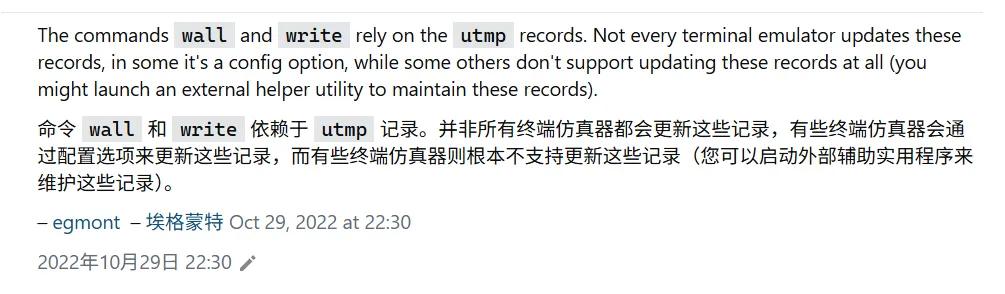 The commands wall and write rely on the utmp records. Not every terminal emulator updates these
records, in some it's a config option, while some others don't support updating these records at all (you
might launch an external helper utility to maintain these records).
命令 wall 和 write 依赖于 utmp 记录。并非所有终端仿真器都会更新这些记录，有些终端仿真器会通
过配置选项来更新这些记录，而有些终端仿真器则根本不支持更新这些记录（您可以启动外部辅助实用程序来
维护这些记录）。
– egmont – 埃格蒙特 Oct 29, 2022 at 22:30
2022年10月29日 22:30